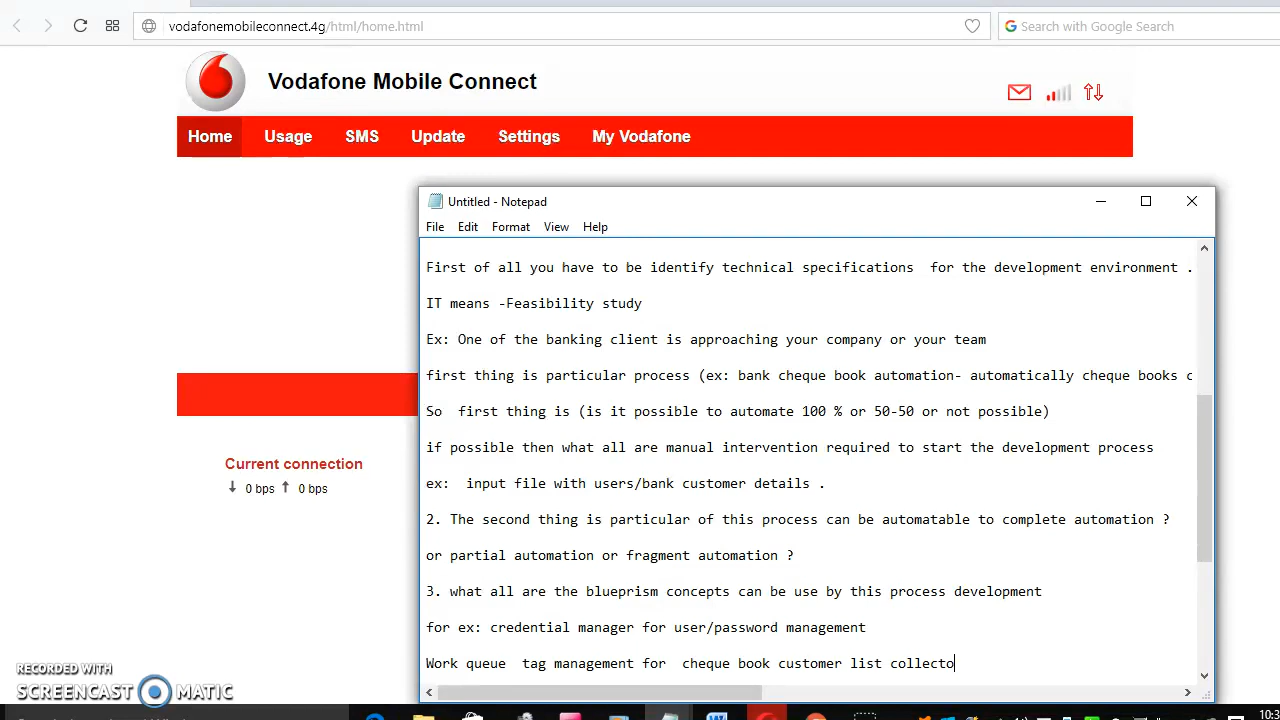 vodafonemobileconnect.4g/html/home.html
Search with Google Search
Vodafone Mobile Connect
Home Usage SMS Update Settings My Vodafone
Untitled - Notepad
File Edit Format View Help
First of all you have to be identify technical specifications for the development environment .
IT means -Feasibility study
Ex: One of the banking client is approaching your company or your team
first thing is particular process (ex: bank cheque book automation- automatically cheque books c
So first thing is (is it possible to automate 100 % or 50-50 or not possible)
if possible then what all are manual intervention required to start the development process
ex: input file with users/bank customer details .
2. The second thing is particular of this process can be automatable to complete automation ?
or partial automation or fragment automation ?
3. what all are the blueprism concepts can be use by this process development
for ex: credential manager for user/password management
Work queue tag management for cheque book customer list collecto
Current connection
0 bps 0 bps
RECORDED WITH
SCREENCAST MATIC